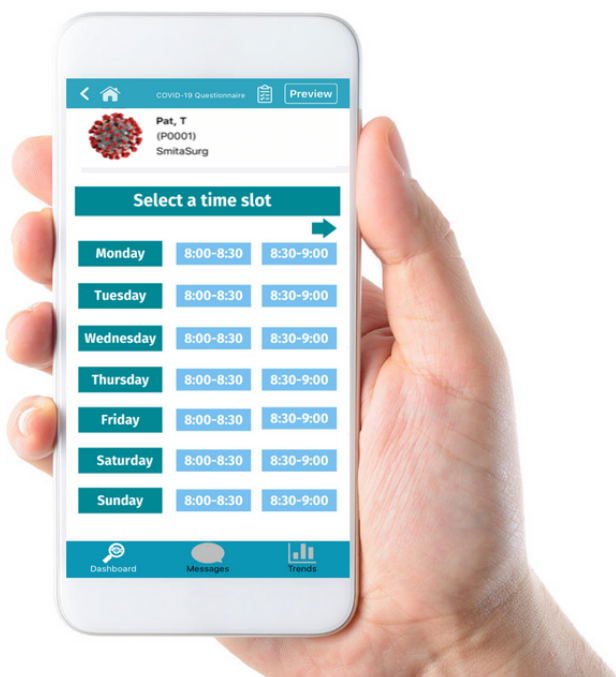 COVID-19 Questionnaire Preview
Pat, T
(P0001)
SmitaSurg
Select a time slot
Monday 8:00-8:30 8:30-9:00
Tuesday 8:00-8:30 8:30-9:00
Wednesday 8:00-8:30 8:30-9:00
Thursday 8:00-8:30 8:30-9:00
Friday 8:00-8:30 8:30-9:00
Saturday 8:00-8:30 8:30-9:00
Sunday 8:00-8:30 8:30-9:00
Dashboard Messages Trends